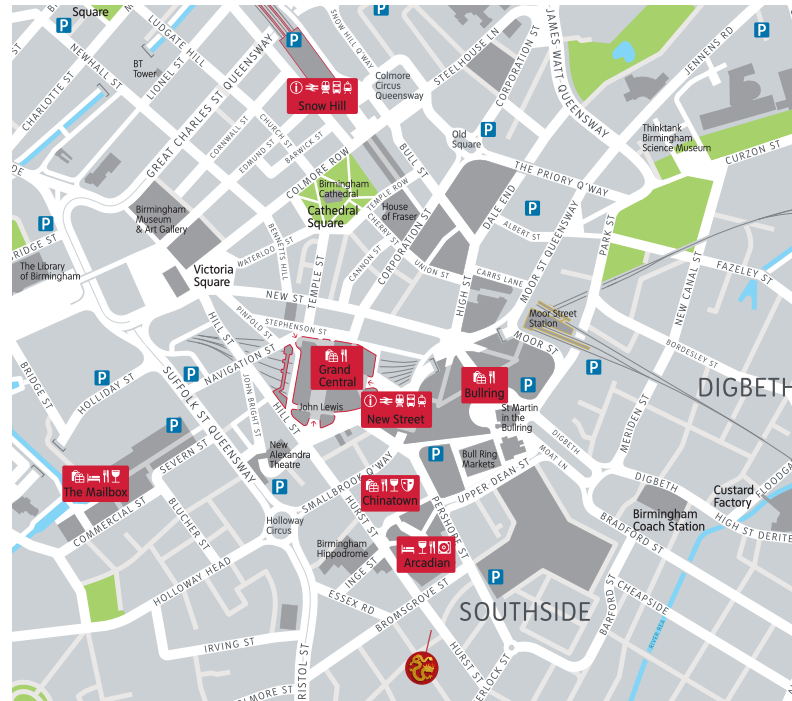 Square
P
P
P
P
LUDGATE HILL
SNOW HILL Q'WAY
JAMES WATT QUEENSWAY
JENNENS RD
NEWHALL ST
BT
Tower
LIONEL ST
GREAT CHARLES ST QUEENSWAY
Colmore
Circus
Queensway
STEELHOUSE LN
CORPORATION ST
CHARLOTTE ST
Snow Hill
CORNWALL ST
CHURCH ST
EDMUND ST
BARWICK ST
Old
Square
P
Thinktank
Birmingham
Science Museum
CURZON ST
COLMORE ROW
BULL ST
THE PRIORY Q'WAY
Birmingham
Cathedral
TEMPLE ROW
Cathedral
Square
House
of Fraser
DALE END
P
ALBERT ST
PARK ST
P
Birmingham
Museum
& Art Gallery
CHERRY ST
CORPORATION ST
BENNETTS HILL
WATERLOO ST
TEMPLE ST
CANNON ST
UNION ST
CARRS LANE
MOOR ST QUEENSWAY
BRIDGE ST
The Library
of Birmingham
Victoria
Square
NEW ST
HIGH ST
FAZELEY ST
NEW CANAL ST
PINFOLD ST
STEPHENSON ST
Moor Street
Station
MOOR ST
BORDESLEY ST
HILL ST
NAVIGATION ST
Grand
Central
P
P
P
P
Bullring
DIGBETH
BRIDGE ST
HOLLIDAY ST
SUFFOLK ST QUEENSWAY
JOHN BRIGHT ST
HILL ST
John Lewis
New Street
St Martin
in the
Bullring
MERIDEN ST
P
SEVERN ST
New
Alexandra
Theatre
P
Bull Ring
Markets
DIGBETH
MOAT LN
The Mailbox
P
SMALLBROOK Q'WAY
Chinatown
UPPER DEAN ST
DIGBETH
Custard
Factory
COMMERCIAL ST
BLUCHER ST
Holloway
Circus
HURST ST
PERSHORE ST
Birmingham
Coach Station
BRADFORD ST
HIGH ST
Birmingham
Hippodrome
Arcadian
INGE ST
P
HOLLOWAY HEAD
ESSEX RD
BROMSGROVE ST
SOUTHSIDE
BARFORD ST
CHEAPSIDE
RIVER REA
IRVING ST
HURST ST